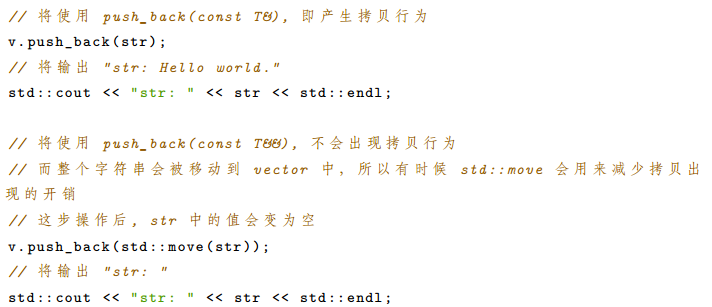 // 将使用 push_back(const T&), 即产生拷贝行为
v.push_back(str);
// 将输出 "str: Hello world."
std::cout << "str: " << str << std::endl;
// 将使用 push_back(const T&&), 不会出现拷贝行为
// 而整个字符串会被移动到 vector 中, 所以有时候 std::move 会用来减少拷贝出
现的开销
// 这步操作后, str 中的值会变为空
v.push_back(std::move(str));
// 将输出 "str: "
std::cout << "str: " << str << std::endl;